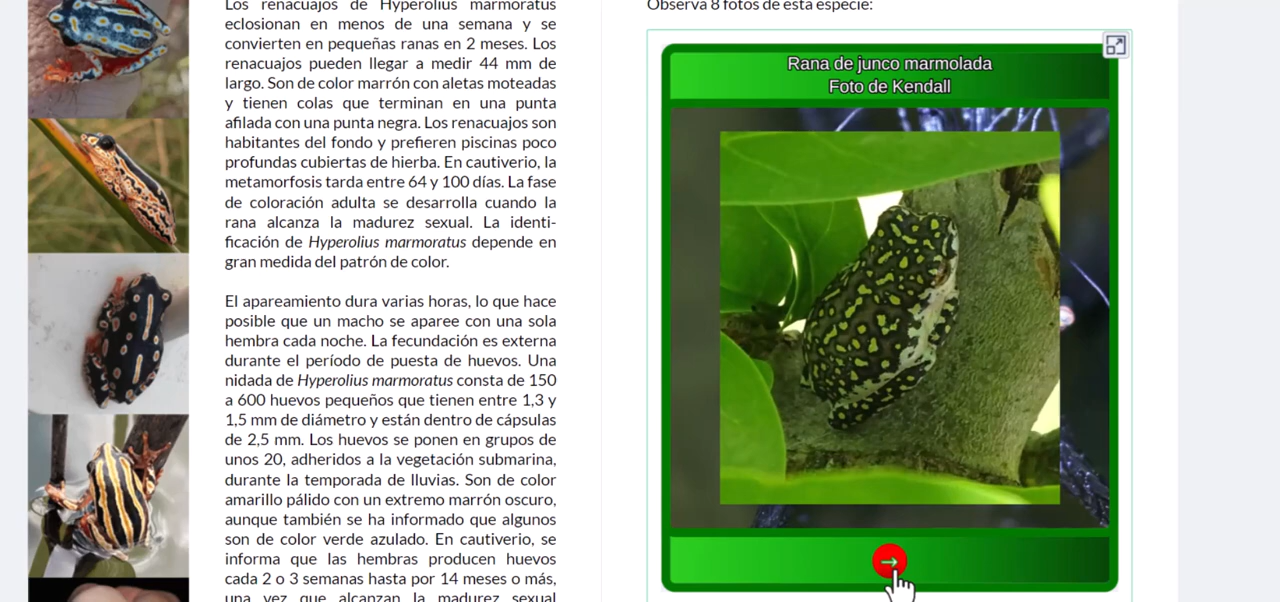 Los renacuajos de Hyperolius marmoratus
eclosionan en menos de una semana y se
convierten en pequeñas ranas en 2 meses. Los
renacuajos pueden llegar a medir 44 mm de
largo. Son de color marrón con aletas moteadas
y tienen colas que terminan en una punta
afilada con una punta negra. Los renacuajos son
habitantes del fondo y prefieren piscinas poco
profundas cubiertas de hierba. En cautiverio, la
metamorfosis tarda entre 64 y 100 días. La fase
de coloración adulta se desarrolla cuando la
rana alcanza la madurez sexual. La identi-
ficación de Hyperolius marmoratus depende en
gran medida del patrón de color.
El apareamiento dura varias horas, lo que hace
posible que un macho se aparee con una sola
hembra cada noche. La fecundación es externa
durante el período de puesta de huevos. Una
nidada de Hyperolius marmoratus consta de 150
a 600 huevos pequeños que tienen entre 1,3 y
1,5 mm de diámetro y están dentro de cápsulas
de 2,5 mm. Los huevos se ponen en grupos de
unos 20, adheridos a la vegetación submarina,
durante la temporada de lluvias. Son de color
amarillo pálido con un extremo marrón oscuro,
aunque también se ha informado que algunos
son de color verde azulado. En cautiverio, se
informa que las hembras producen huevos
cada 2 o 3 semanas hasta por 14 meses o más,
una vez que alcanzan la madurez sexual
Observa 8 fotos de esta especie:
Rana de junco marmolada
Foto de Kendall